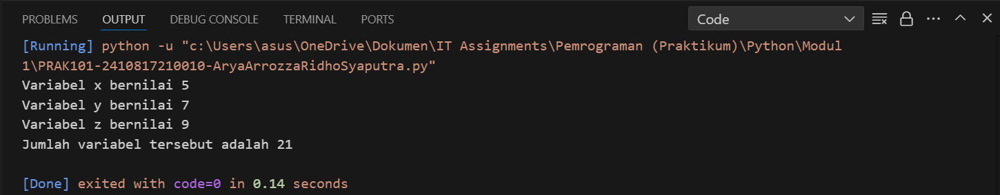 PROBLEMS OUTPUT DEBUG CONSOLE TERMINAL PORTS Code
[Running] python -u "c:\Users\asus\OneDrive\Dokumen\IT Assignments\Pemrograman (Praktikum)\Python\Modul
1\PRAK101-2410817210010-AryaArrozzaRidhoSyaputra.py"
Variabel x bernilai 5
Variabel y bernilai 7
Variabel z bernilai 9
Jumlah variabel tersebut adalah 21
[Done] exited with code=0 in 0.14 seconds